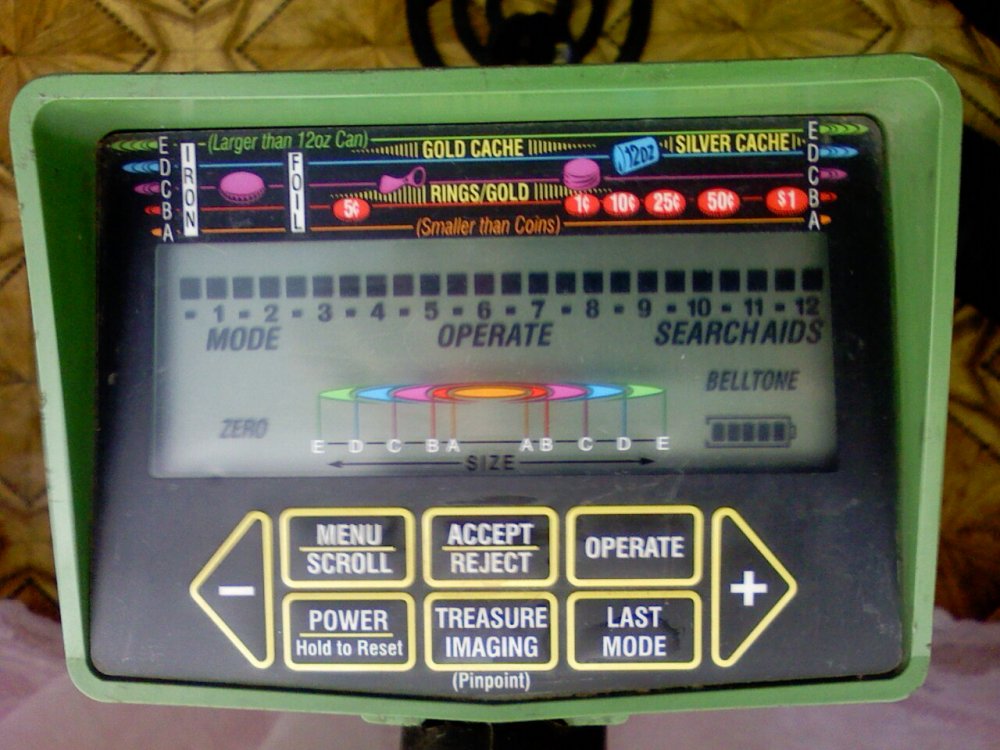 E (Larger than 12oz Can) GOLD CACHE 12oz SILVER CACHE E
D IRON FOIL D
C C
B 5¢ RINGS/GOLD 1¢ 10¢ 25¢ 50¢ $1 B
A (Smaller than Coins) A
1 2 3 4 5 6 7 8 9 10 11 12
MODE OPERATE SEARCH AIDS
BELLTONE
ZERO
E D C B A A B C D E
SIZE
MENU ACCEPT OPERATE
SCROLL REJECT
- +
POWER TREASURE LAST
Hold to Reset IMAGING MODE
(Pinpoint)